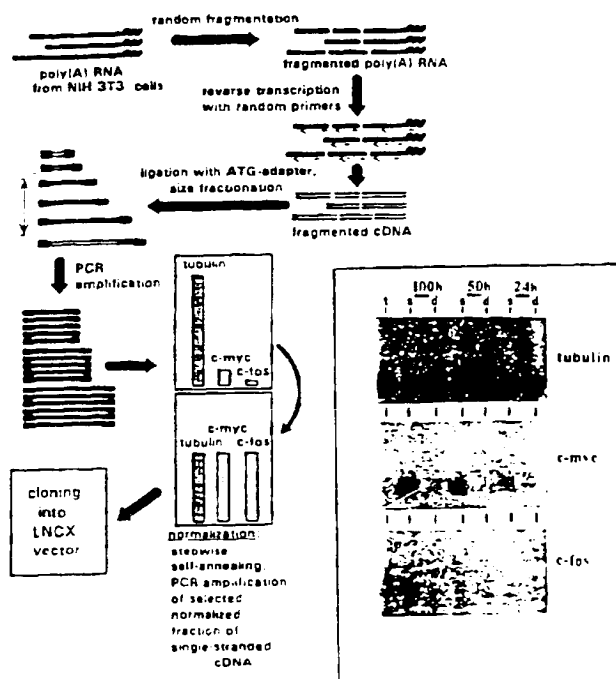 random fragmentation
poly(A) RNA
from NIH 3T3 cells
fragmented poly(A) RNA
reverse transcription
with random primers
ligation with ATG-adapter,
size fractionation
fragmented cDNA
PCR
amplification
tubulin
c-myc
c-fos
c-myc
tubulin c-fos
cloning
into
LNCX
vector
normalization:
stepwise
self-annealing,
PCR amplification
of selected
normalized
fraction of
single-stranded
cDNA
100h 50h 24h
t s d s d s d
tubulin
c-myc
c-fos